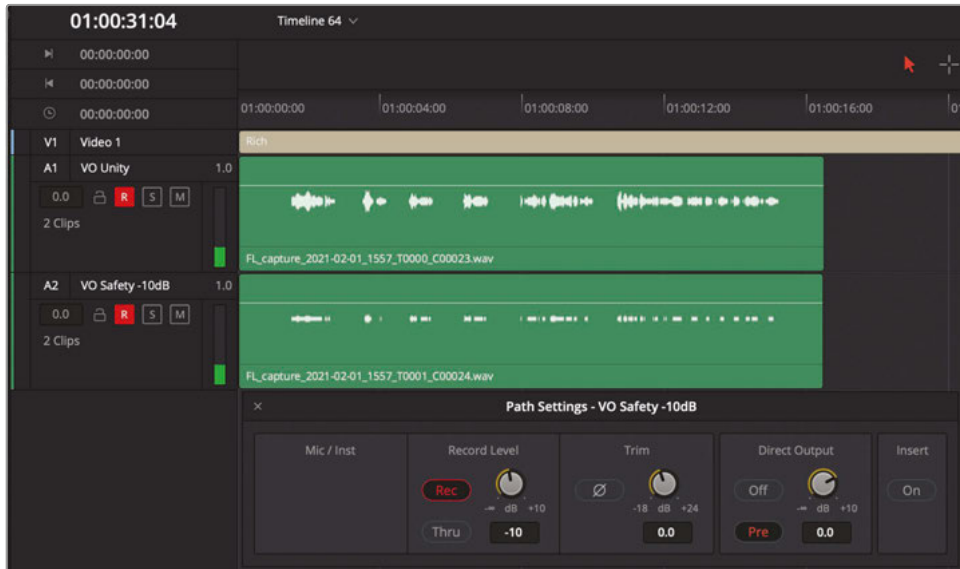 01:00:31:04 Timeline 64
00:00:00:00
00:00:00:00
00:00:00:00
01:00:00:00 01:00:04:00 01:00:08:00 01:00:12:00 01:00:16:00
V1 Video 1 Rich
A1 VO Unity 1.0
0.0 R S M
2 Clips
FL_capture_2021-02-01_1557_T0000_C00023.wav
A2 VO Safety -10dB 1.0
0.0 R S M
2 Clips
FL_capture_2021-02-01_1557_T0001_C00024.wav
× Path Settings - VO Safety -10dB
Mic / Inst Record Level Trim Direct Output Insert
Rec Ø Off On
-∞ dB +10 -18 dB +24 -∞ dB +10
Thru -10 0.0 Pre 0.0